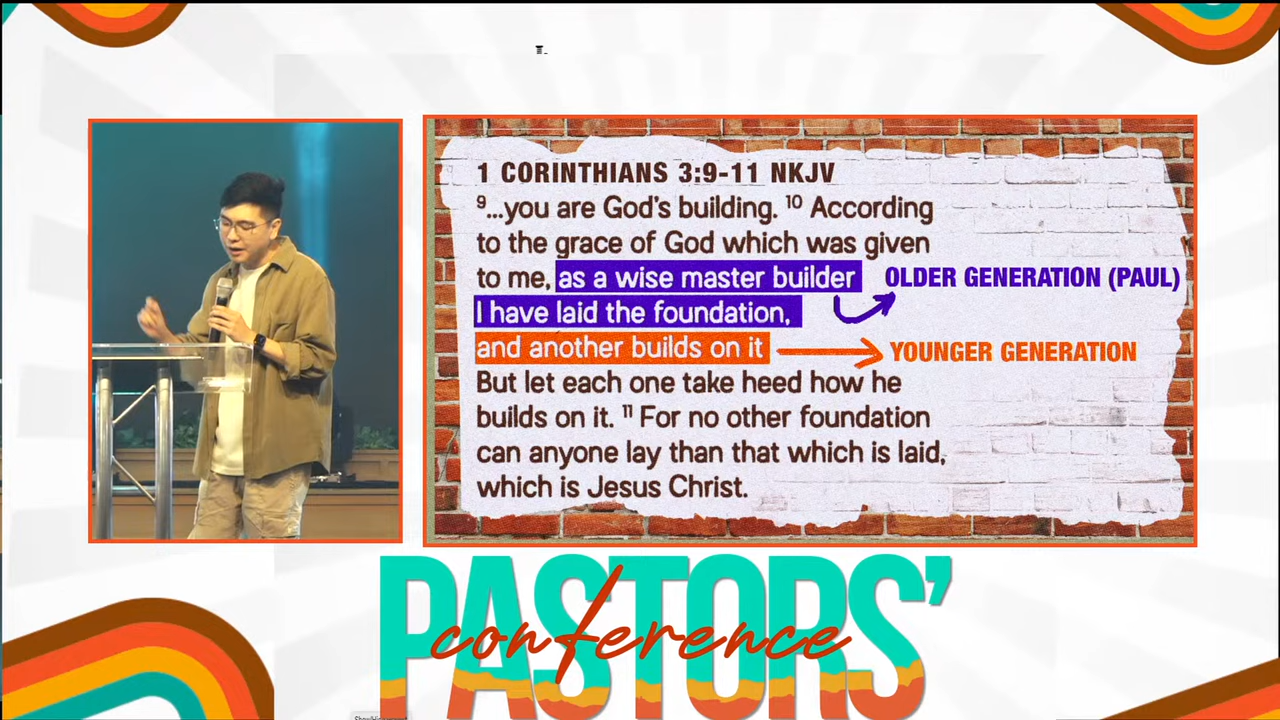 1 CORINTHIANS 3:9-11 NKJV
⁹...you are God's building. ¹⁰ According
to the grace of God which was given
to me, as a wise master builder
OLDER GENERATION (PAUL)
I have laid the foundation,
and another builds on it
YOUNGER GENERATION
But let each one take heed how he
builds on it. ¹¹ For no other foundation
can anyone lay than that which is laid,
which is Jesus Christ.
PASTORS'
conference